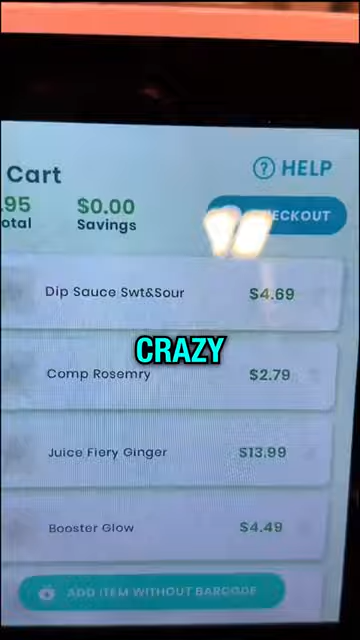 Cart
? HELP
.95
$0.00
otal
Savings
CHECKOUT
Dip Sauce Swt&Sour
$4.69
CRAZY
Comp Rosemry
$2.79
Juice Fiery Ginger
$13.99
Booster Glow
$4.49
ADD ITEM WITHOUT BARCODE